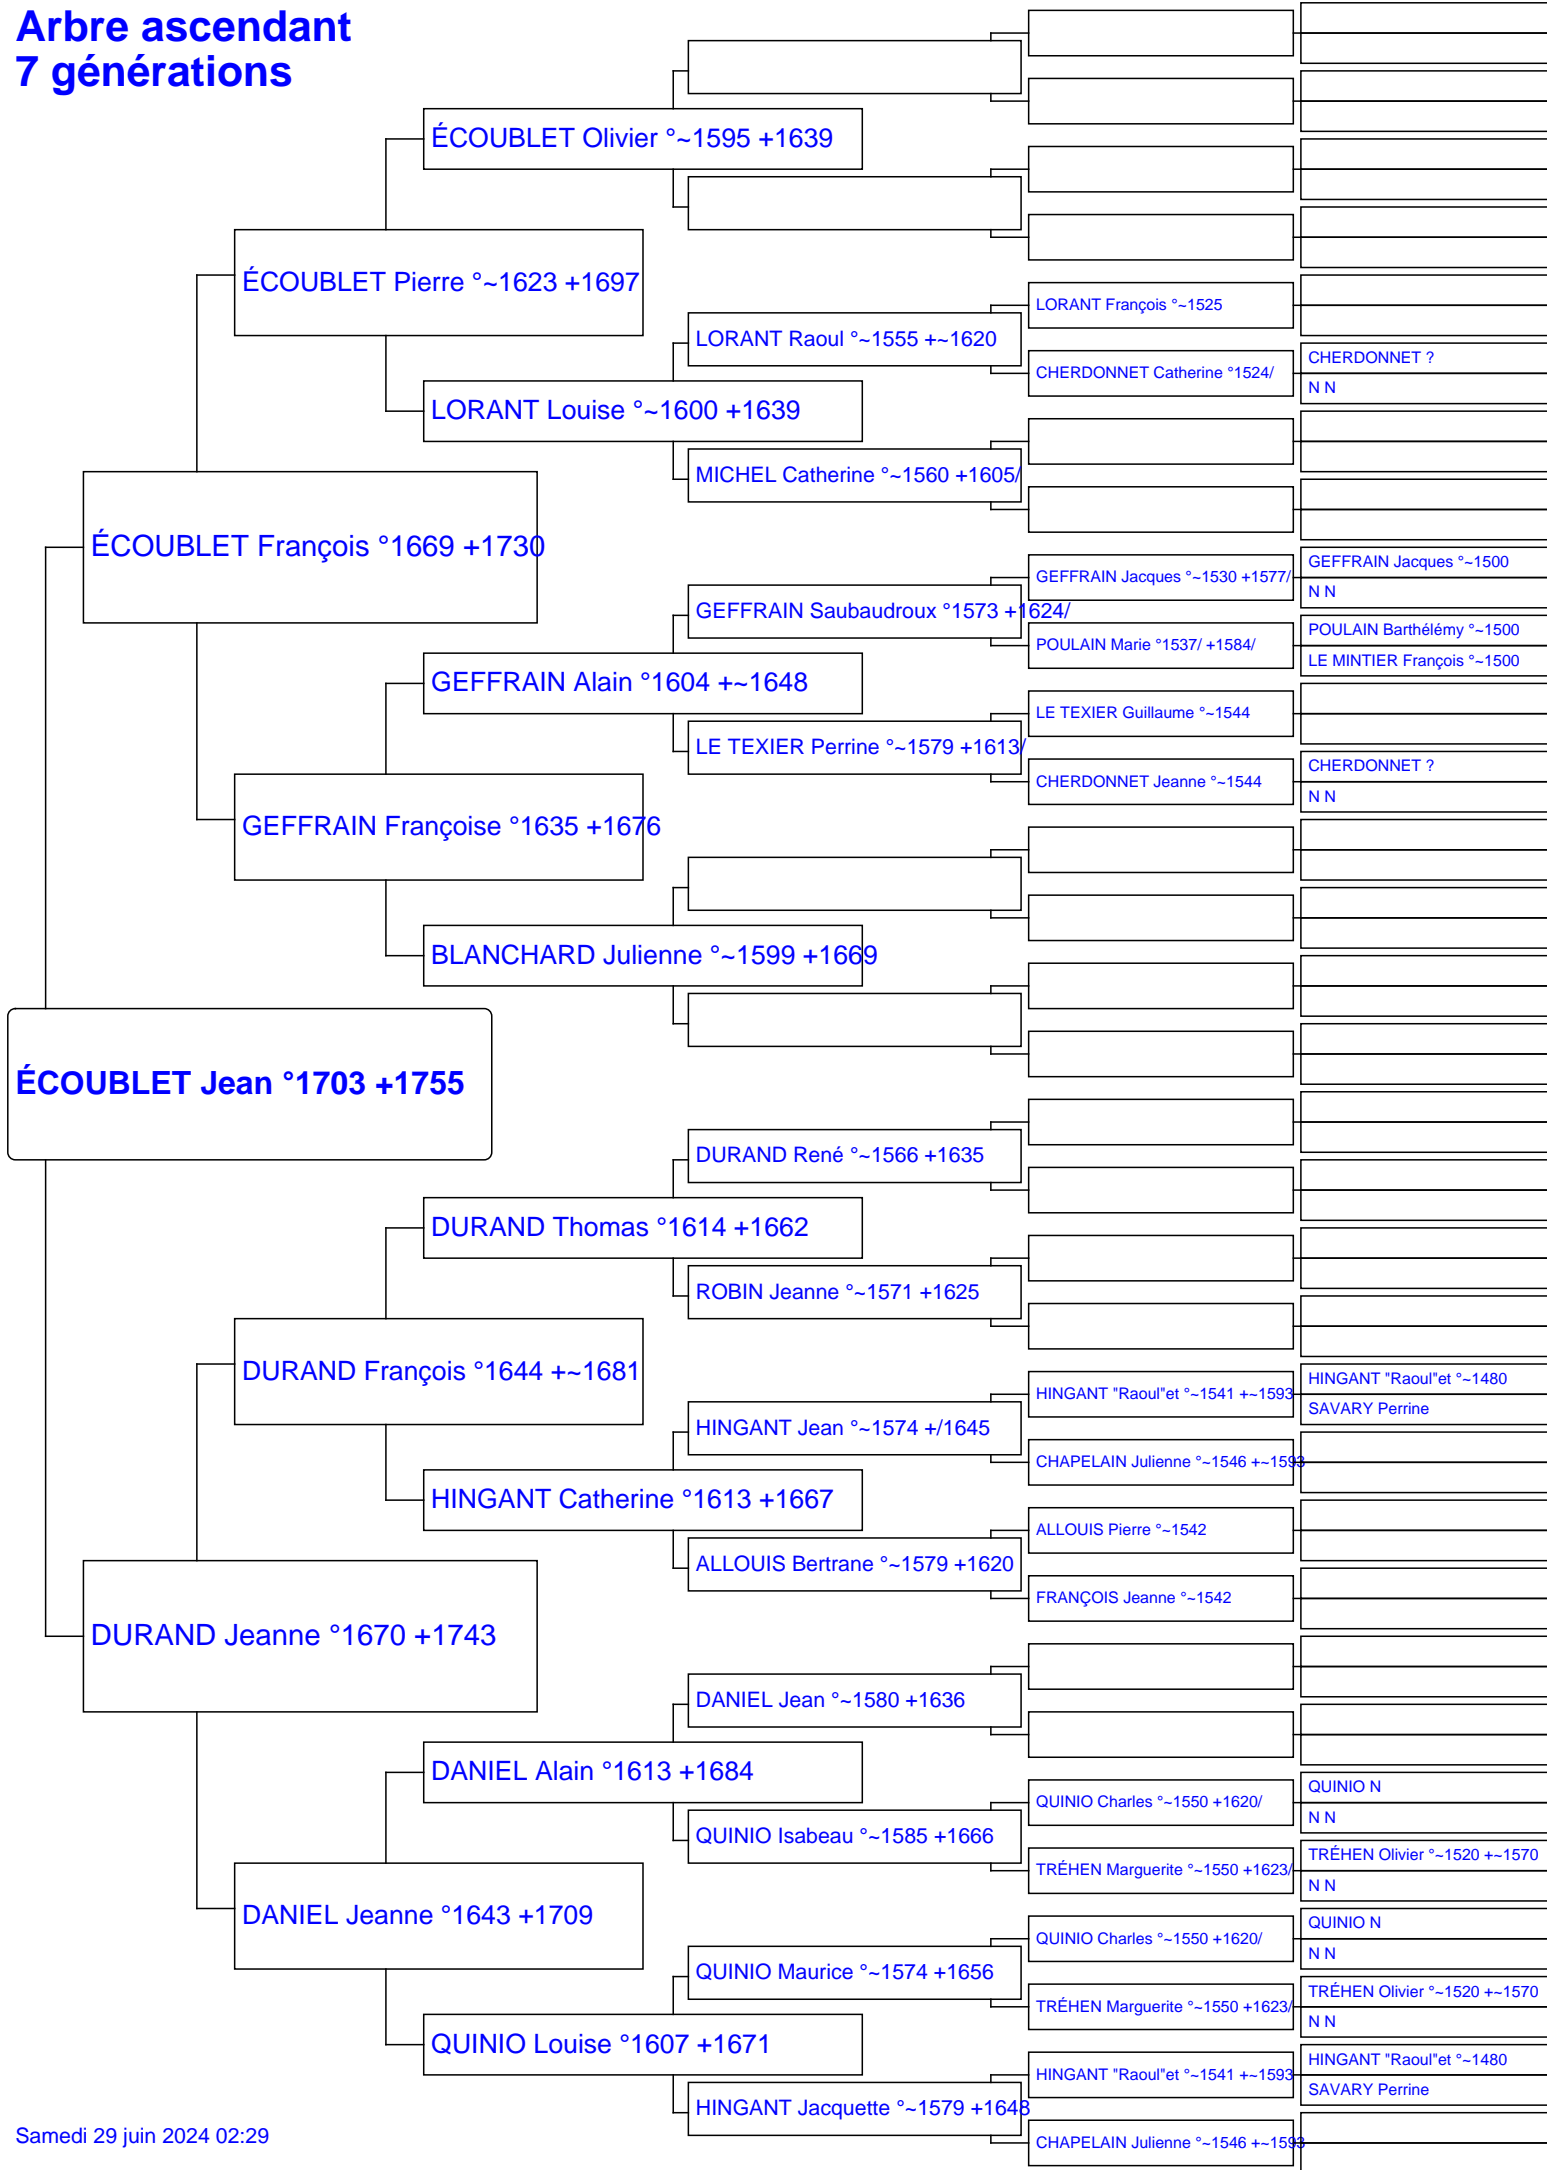 Arbre ascendant
7 générations
ÉCOUBLET Olivier °~1595 +1639
ÉCOUBLET Pierre °~1623 +1697
LORANT François °~1525
LORANT Raoul °~1555 +~1620
CHERDONNET ?
CHERDONNET Catherine °1524/
N N
LORANT Louise °~1600 +1639
MICHEL Catherine °~1560 +1605/
ÉCOUBLET François °1669 +1730
GEFFRAIN Jacques °~1500
GEFFRAIN Jacques °~1530 +1577/
N N
GEFFRAIN Saubaudroux °1573 +1624/
POULAIN Barthélémy °~1500
POULAIN Marie °1537/ +1584/
LE MINTIER François °~1500
GEFFRAIN Alain °1604 +~1648
LE TEXIER Guillaume °~1544
LE TEXIER Perrine °~1579 +1613/
CHERDONNET ?
CHERDONNET Jeanne °~1544
N N
GEFFRAIN Françoise °1635 +1676
BLANCHARD Julienne °~1599 +1669
ÉCOUBLET Jean °1703 +1755
DURAND René °~1566 +1635
DURAND Thomas °1614 +1662
ROBIN Jeanne °~1571 +1625
DURAND François °1644 +~1681
HINGANT "Raoul"et °~1480
HINGANT "Raoul"et °~1541 +~1593
SAVARY Perrine
HINGANT Jean °~1574 +/1645
CHAPELAIN Julienne °~1546 +~1593
HINGANT Catherine °1613 +1667
ALLOUIS Pierre °~1542
ALLOUIS Bertrane °~1579 +1620
FRANÇOIS Jeanne °~1542
DURAND Jeanne °1670 +1743
DANIEL Jean °~1580 +1636
DANIEL Alain °1613 +1684
QUINIO N
QUINIO Charles °~1550 +1620/
N N
QUINIO Isabeau °~1585 +1666
TRÉHEN Olivier °~1520 +~1570
TRÉHEN Marguerite °~1550 +1623/
N N
DANIEL Jeanne °1643 +1709
QUINIO N
QUINIO Charles °~1550 +1620/
N N
QUINIO Maurice °~1574 +1656
TRÉHEN Olivier °~1520 +~1570
TRÉHEN Marguerite °~1550 +1623/
N N
QUINIO Louise °1607 +1671
HINGANT "Raoul"et °~1480
HINGANT "Raoul"et °~1541 +~1593
SAVARY Perrine
HINGANT Jacquette °~1579 +1648
CHAPELAIN Julienne °~1546 +~1593
Samedi 29 juin 2024 02:29